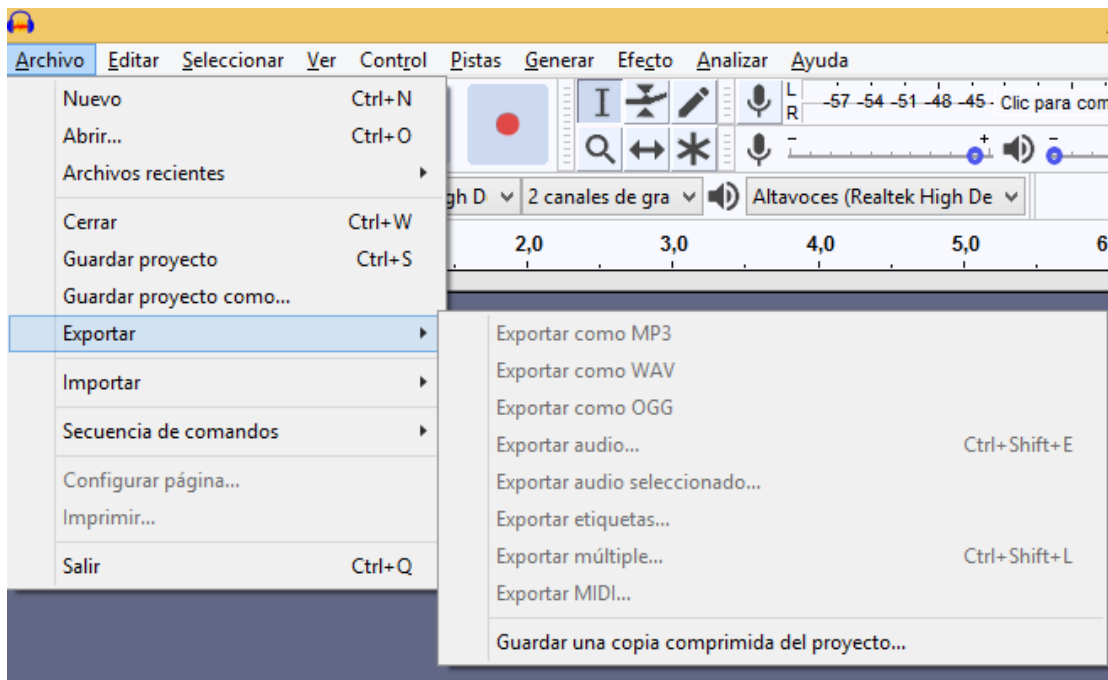 Archivo Editar Seleccionar Ver Control Pistas Generar Efecto Analizar Ayuda
Nuevo Ctrl+N
Abrir... Ctrl+O
Archivos recientes
Cerrar Ctrl+W
Guardar proyecto Ctrl+S
Guardar proyecto como...
Exportar
Importar
Secuencia de comandos
Configurar página...
Imprimir...
Salir Ctrl+Q
L
R
-57 -54 -51 -48 -45 Clic para com
- +
-
gh D 2 canales de gra Altavoces (Realtek High De
2,0 3,0 4,0 5,0 6
Exportar como MP3
Exportar como WAV
Exportar como OGG
Exportar audio... Ctrl+Shift+E
Exportar audio seleccionado...
Exportar etiquetas...
Exportar múltiple... Ctrl+Shift+L
Exportar MIDI...
Guardar una copia comprimida del proyecto...